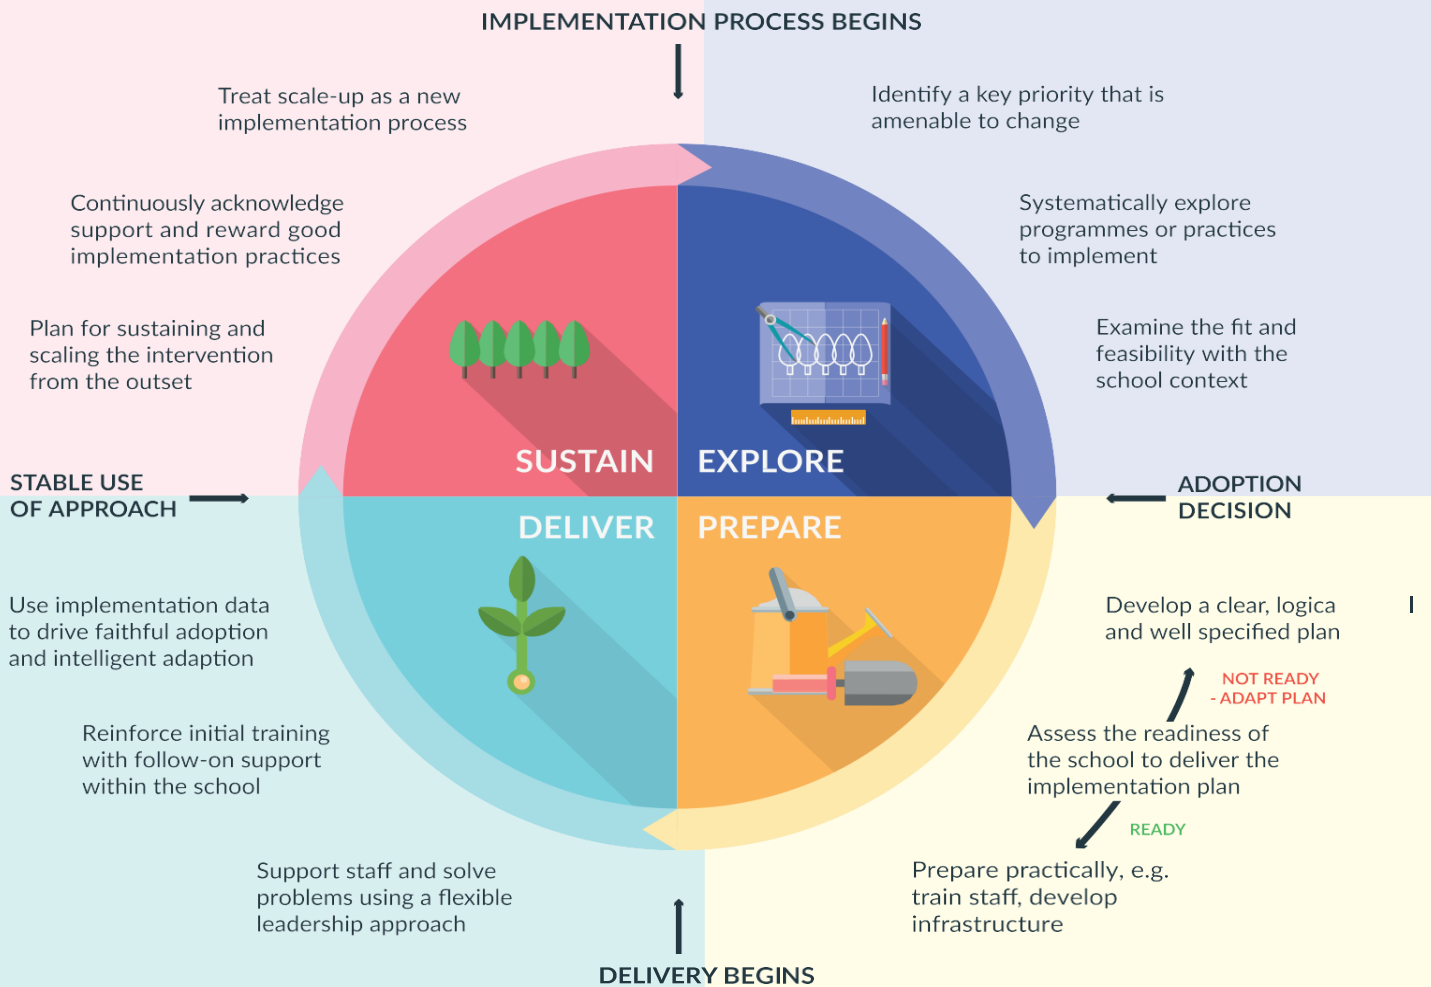 IMPLEMENTATION PROCESS BEGINS
Identify a key priority that is
amenable to change
Systematically explore
programmes or practices
to implement
Examine the fit and
feasibility with the
school context
EXPLORE
ADOPTION
DECISION
PREPARE
Develop a clear, logica l
and well specified plan
NOT READY
- ADAPT PLAN
Assess the readiness of
the school to deliver the
implementation plan
READY
Prepare practically, e.g.
train staff, develop
infrastructure
DELIVERY BEGINS
DELIVER
Support staff and solve
problems using a flexible
leadership approach
Reinforce initial training
with follow-on support
within the school
Use implementation data
to drive faithful adoption
and intelligent adaption
STABLE USE
OF APPROACH
SUSTAIN
Plan for sustaining and
scaling the intervention
from the outset
Continuously acknowledge
support and reward good
implementation practices
Treat scale-up as a new
implementation process